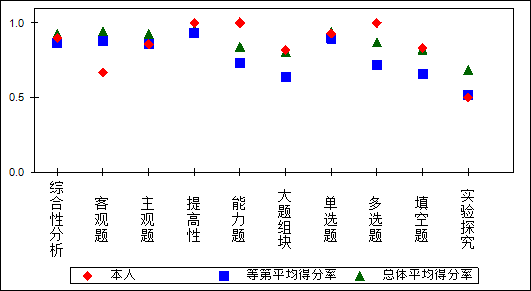 1.0
0.5
0.0
综合性分析
客观题
主观题
提高性
能力题
大题组块
单选题
多选题
填空题
实验探究
本人 等第平均得分率 总体平均得分率